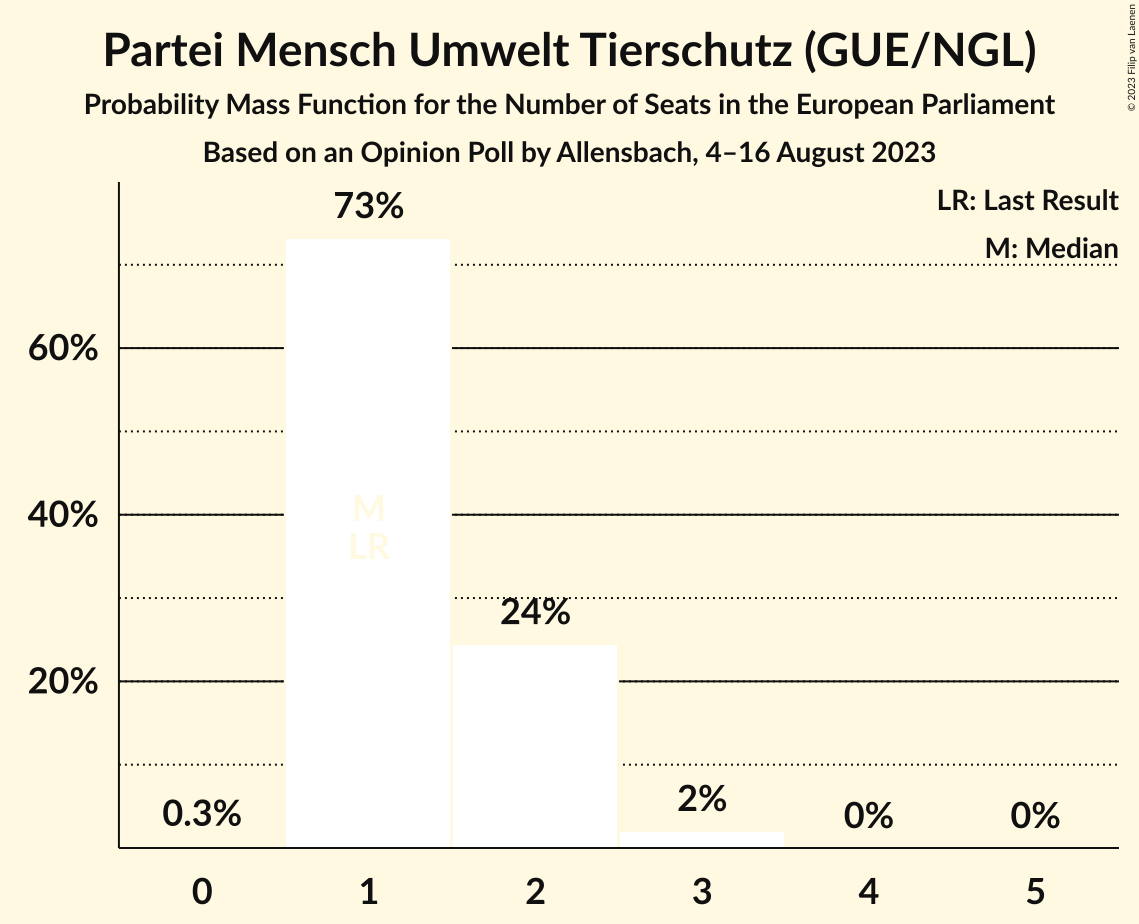 Partei Mensch Umwelt Tierschutz (GUE/NGL)
Probability Mass Function for the Number of Seats in the European Parliament
Based on an Opinion Poll by Allensbach, 4–16 August 2023
© 2023 Filip van Laenen
LR: Last Result
M: Median
73%
60%
40%
20%
M
LR
24%
0.3%
2%
0%
0%
0 1 2 3 4 5